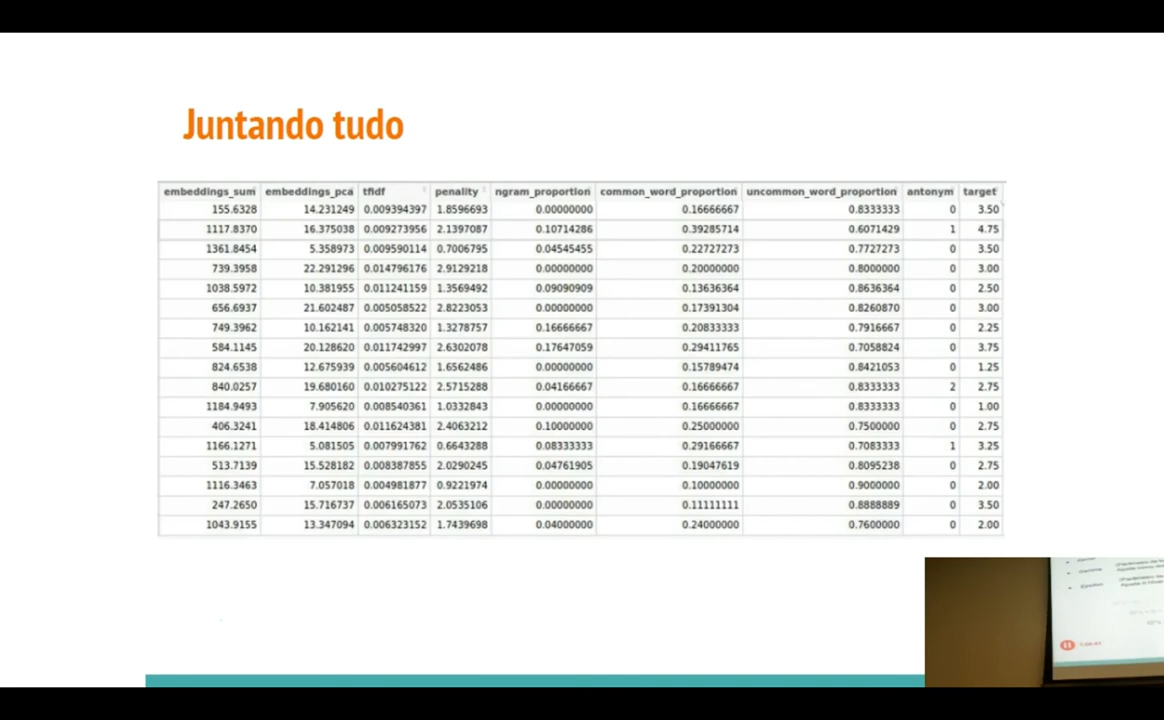 Juntando tudo
embeddings_sum embeddings_pca tfidf penality ngram_proportion common_word_proportion uncommon_word_proportion antonym target
155.6328 14.231249 0.009394397 1.8596693 0.00000000 0.16666667 0.8333333 0 3.50
1117.8370 16.375038 0.009273956 2.1397087 0.10714286 0.39285714 0.6071429 1 4.75
1361.8454 5.358973 0.009590114 0.7006795 0.04545455 0.22727273 0.7727273 0 3.50
739.3958 22.291296 0.014796176 2.9129218 0.00000000 0.20000000 0.8000000 0 3.00
1038.5972 10.381955 0.011241159 1.3569492 0.09090909 0.13636364 0.8636364 0 2.50
656.6937 21.602487 0.005058522 2.8223053 0.00000000 0.17391304 0.8260870 0 3.00
749.3962 10.162141 0.005748320 1.3278757 0.16666667 0.20833333 0.7916667 0 2.25
584.1145 20.128620 0.011742997 2.6302078 0.17647059 0.29411765 0.7058824 0 3.75
824.6538 12.675939 0.005604612 1.6562486 0.00000000 0.15789474 0.8421053 0 1.25
840.0257 19.680160 0.010275122 2.5715288 0.04166667 0.16666667 0.8333333 2 2.75
1184.9493 7.905620 0.008540361 1.0332843 0.00000000 0.16666667 0.8333333 0 1.00
406.3241 18.414806 0.011624381 2.4063212 0.10000000 0.25000000 0.7500000 0 2.75
1166.1271 5.081505 0.007991762 0.6643288 0.08333333 0.29166667 0.7083333 1 3.25
513.7139 15.528182 0.008387855 2.0290245 0.04761905 0.19047619 0.8095238 0 2.75
1116.3463 7.057018 0.004981877 0.9221974 0.00000000 0.10000000 0.9000000 0 2.00
247.2650 15.716737 0.006165073 2.0535106 0.00000000 0.11111111 0.8888889 0 3.50
1043.9155 13.347094 0.006323152 1.7439698 0.04000000 0.24000000 0.7600000 0 2.00